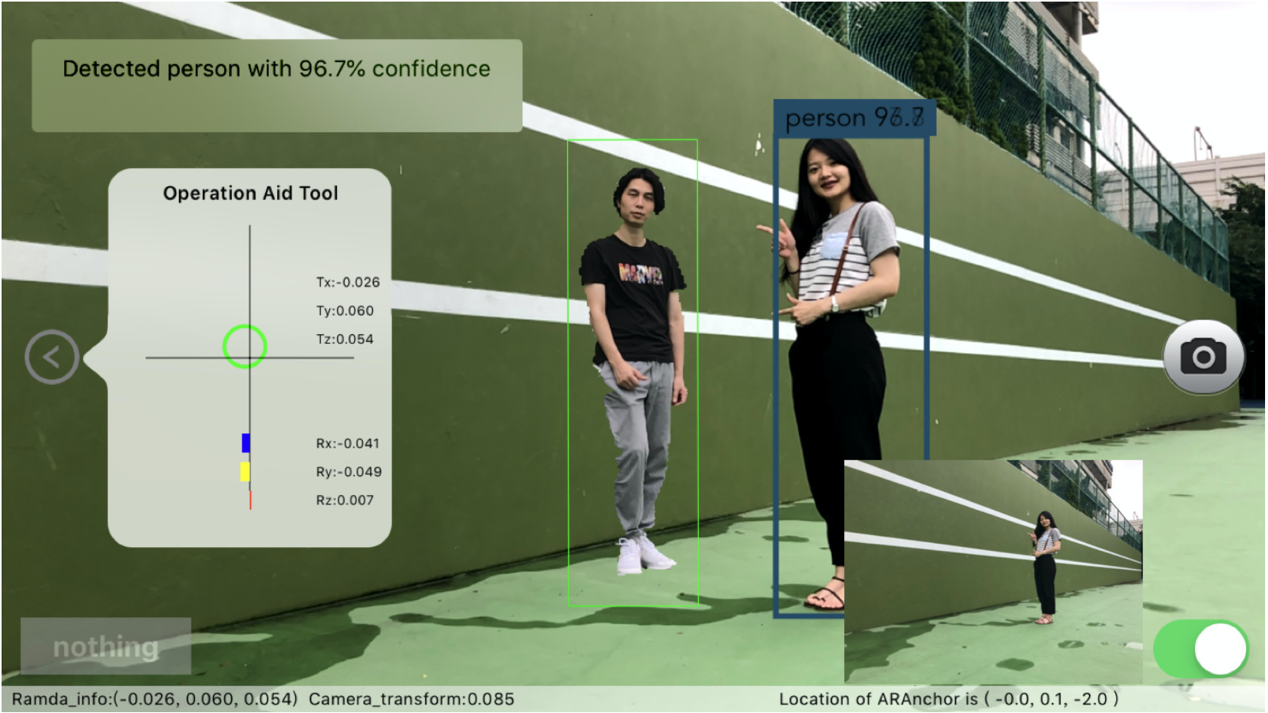 Detected person with 96.7% confidence
person
Operation Aid Tool
Tx:-0.026
Ty:0.060
Tz:0.054
MARVEL
Rx:-0.041
Ry:-0.049
Rz:0.007
nothing
Ramda_info:(-0.026, 0.060, 0.054) Camera_transform:0.085
Location of ARAnchor is ( -0.0, 0.1, -2.0 )